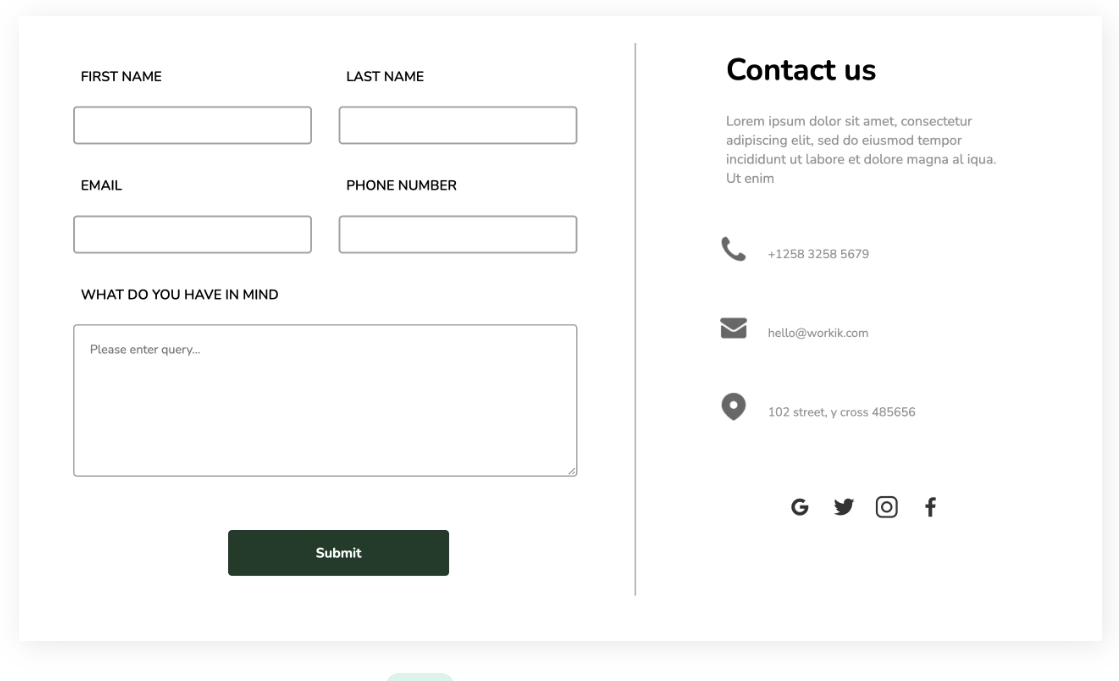 FIRST NAME
LAST NAME
EMAIL
PHONE NUMBER
WHAT DO YOU HAVE IN MIND
Please enter query...
Submit
Contact us
Lorem ipsum dolor sit amet, consectetur
adipiscing elit, sed do eiusmod tempor
incididunt ut labore et dolore magna al iqua.
Ut enim
+1258 3258 5679
hello@workik.com
102 street, y cross 485656